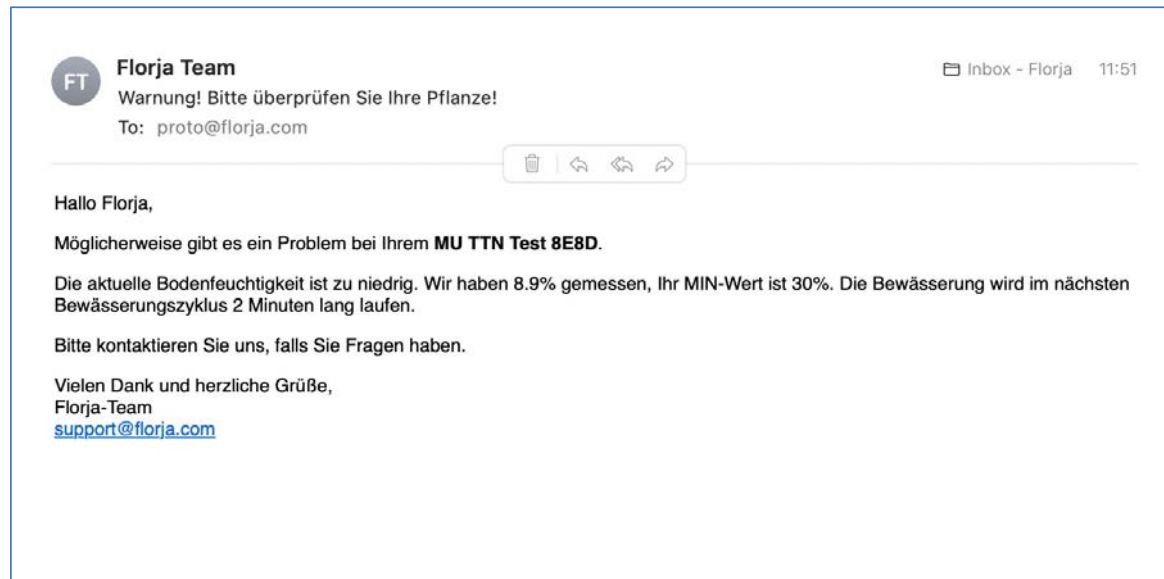 FT
Florja Team
Inbox - Florja 11:51
Warnung! Bitte überprüfen Sie Ihre Pflanze!
To: proto@florja.com
Hallo Florja,
Möglicherweise gibt es ein Problem bei Ihrem MU TTN Test 8E8D.
Die aktuelle Bodenfeuchtigkeit ist zu niedrig. Wir haben 8.9% gemessen, Ihr MIN-Wert ist 30%. Die Bewässerung wird im nächsten
Bewässerungszyklus 2 Minuten lang laufen.
Bitte kontaktieren Sie uns, falls Sie Fragen haben.
Vielen Dank und herzliche Grüße,
Florja-Team
support@florja.com